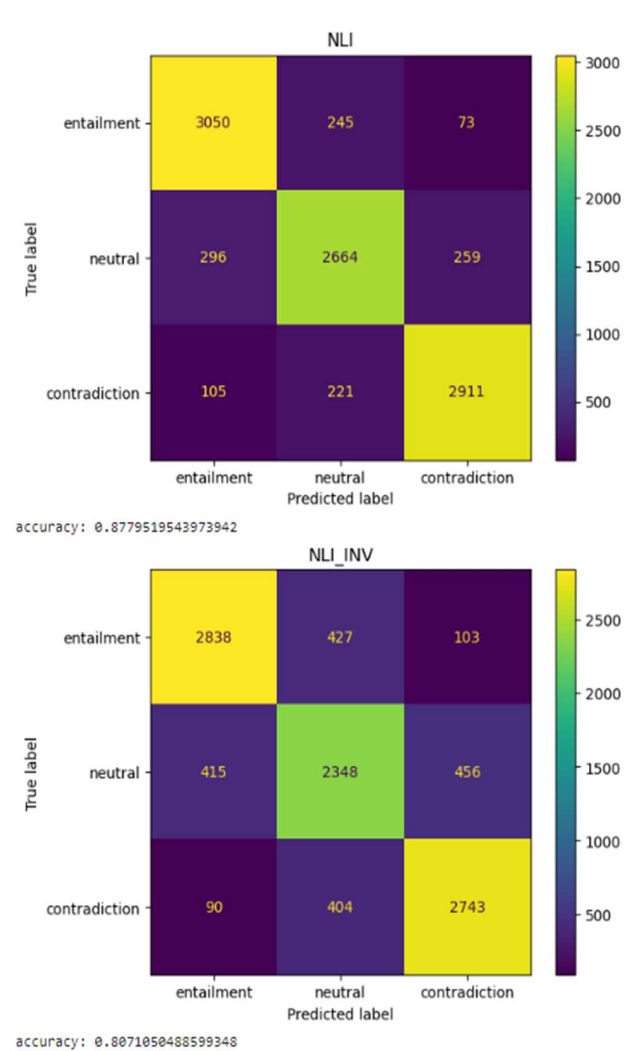 NLI
3000
entailment 3050 245 73
2500
2000
neutral 296 2664 259
1500
True label
1000
contradiction 105 221 2911
500
entailment neutral contradiction
Predicted label
accuracy: 0.8779519543973942
NLI_INV
2500
entailment 2838 427 103
2000
neutral 415 2348 456
1500
True label
1000
contradiction 90 404 2743
500
entailment neutral contradiction
Predicted label
accuracy: 0.8071050488599348